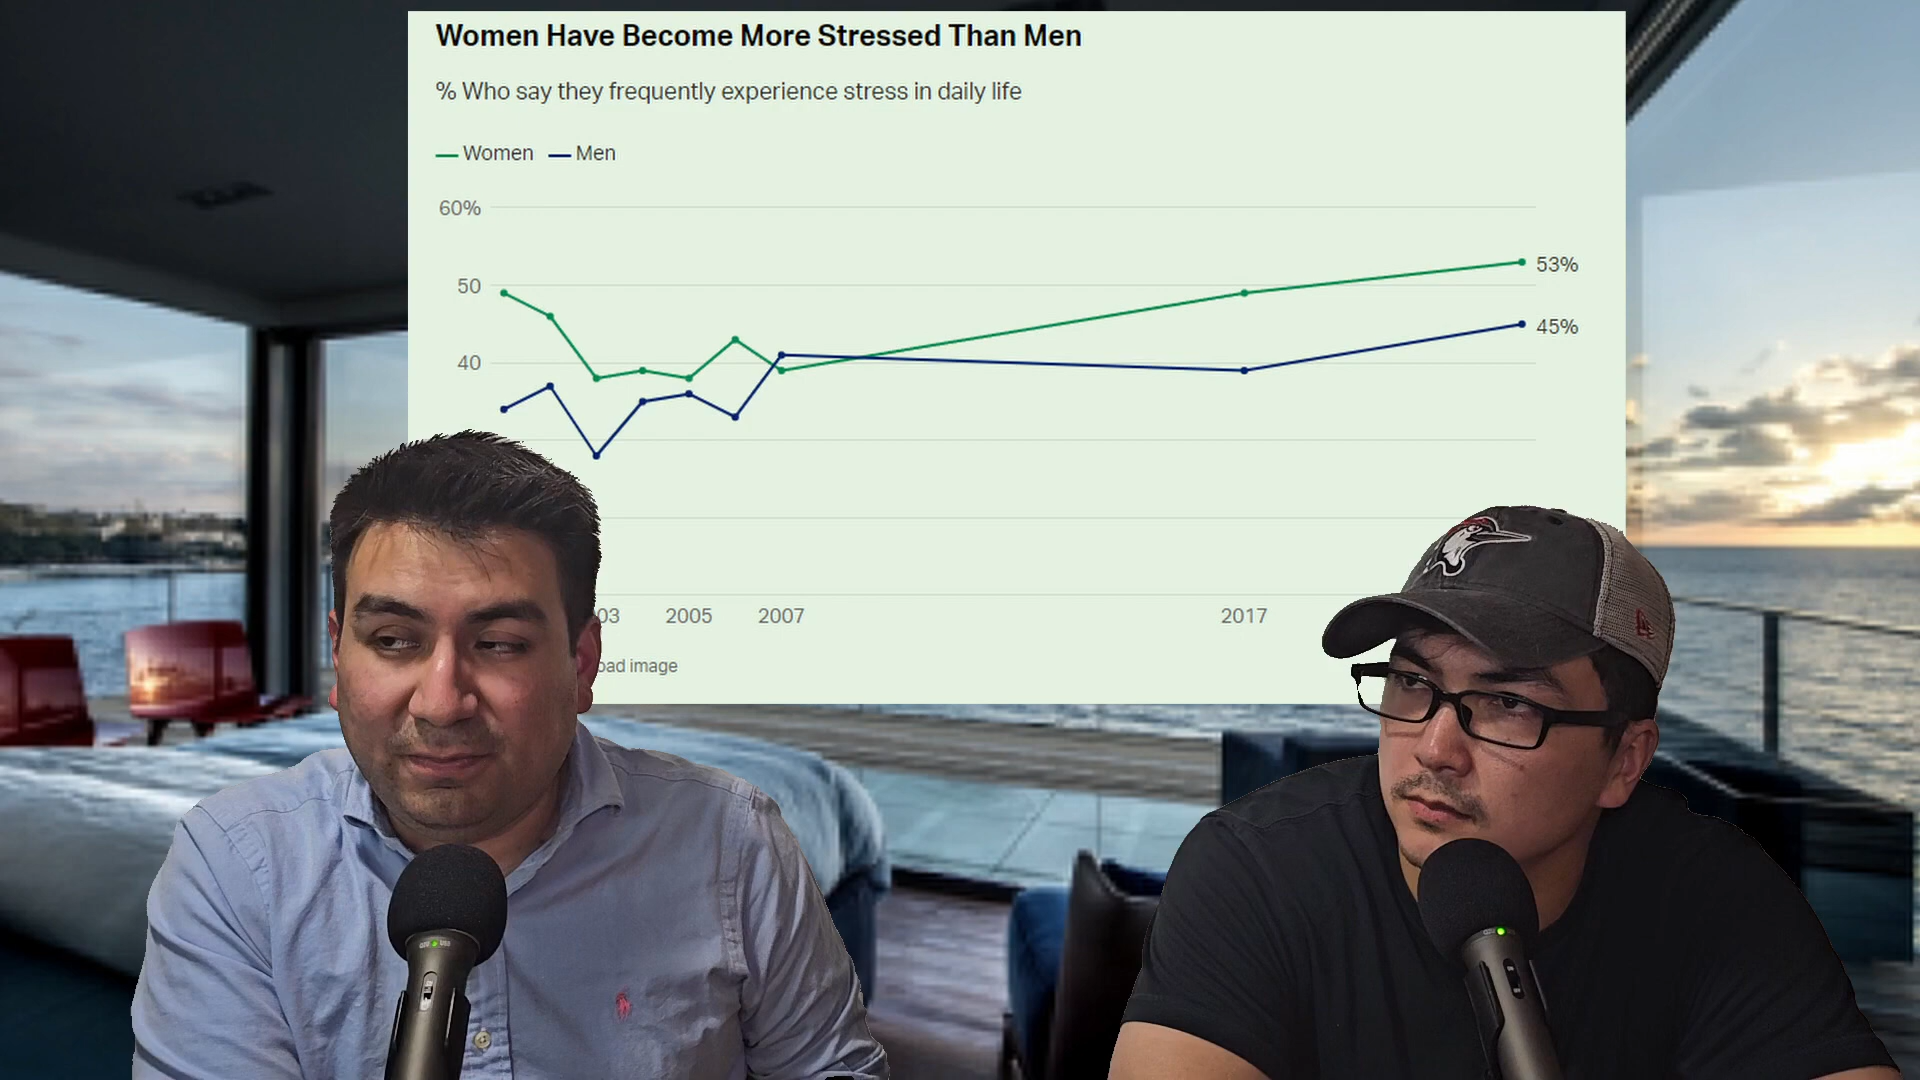 Women Have Become More Stressed Than Men
% Who say they frequently experience stress in daily life
Women Men
60%
53%
50
45%
40
03 2005 2007 2017
oad image